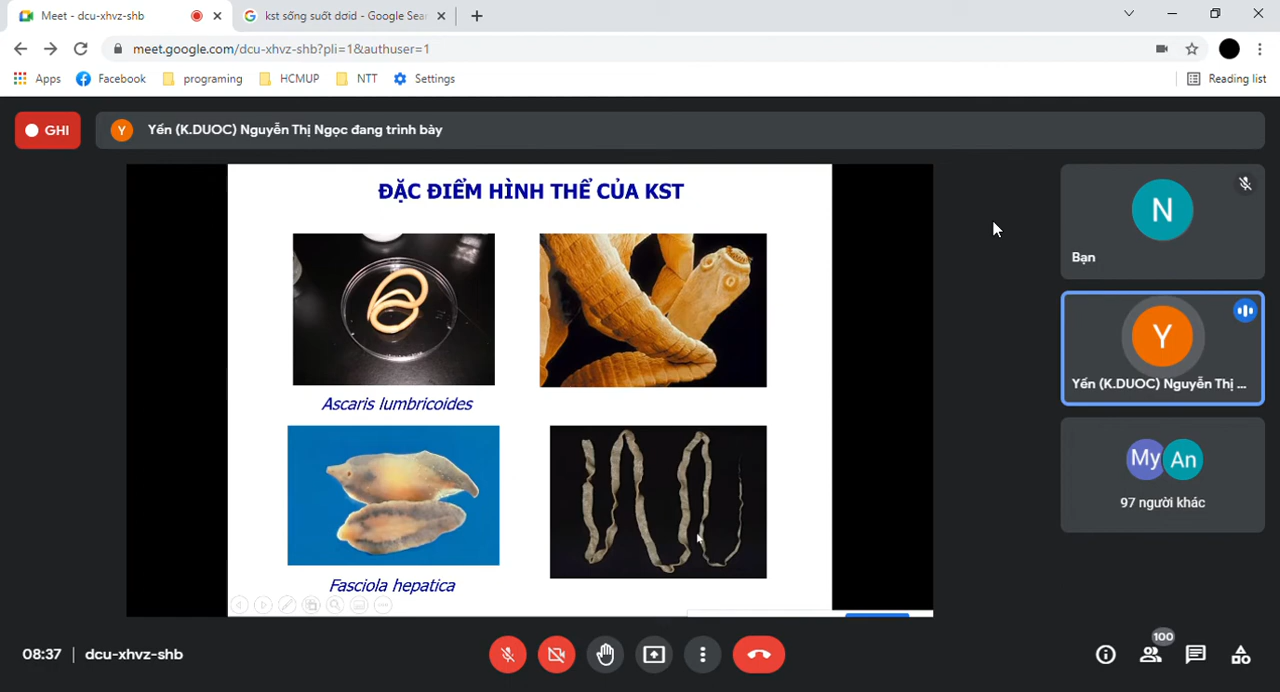 Meet - dcu-xhvz-shb
kst sống suốt dơid - Google Sear
meet.google.com/dcu-xhvz-shb?pli=1&authuser=1
Apps
Facebook
programing
HCMUP
NTT
Settings
Reading list
GHI
Y
Yến (K.DUOC) Nguyễn Thị Ngọc đang trình bày
ĐẶC ĐIỂM HÌNH THỂ CỦA KST
Ascaris lumbricoides
Fasciola hepatica
N
Bạn
Y
Yến (K.DUOC) Nguyễn Thị ...
My
An
97 người khác
08:37 | dcu-xhvz-shb
100